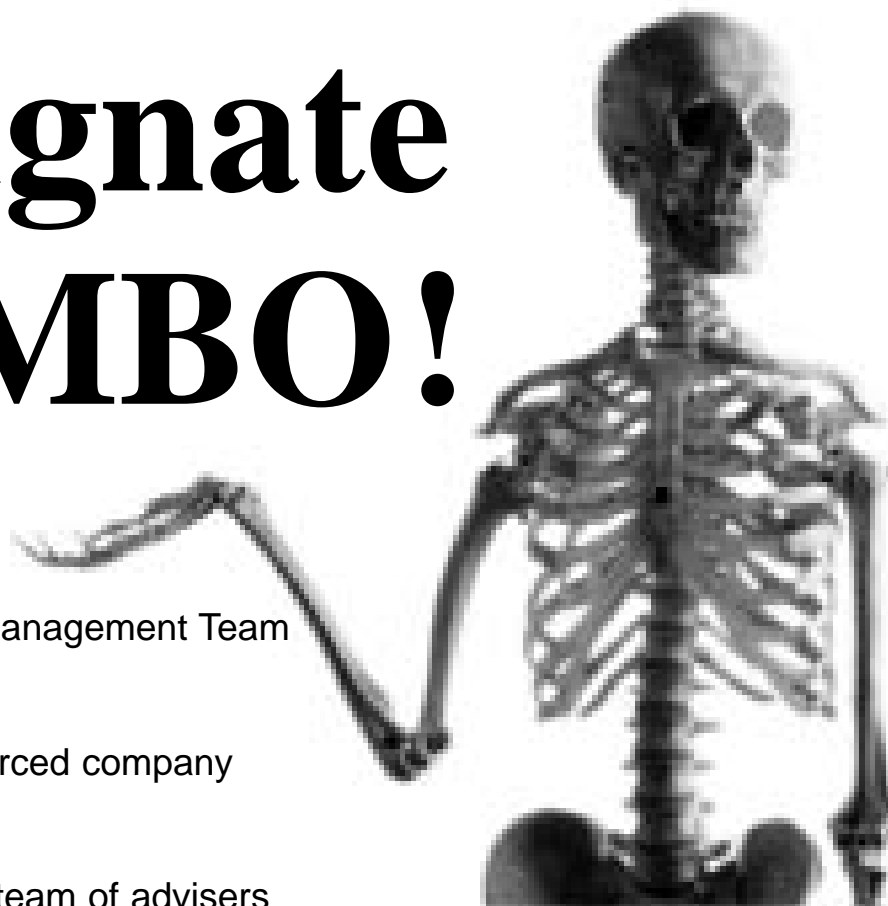 gnate
MBO!
anagement Team
rced company
team of advisers